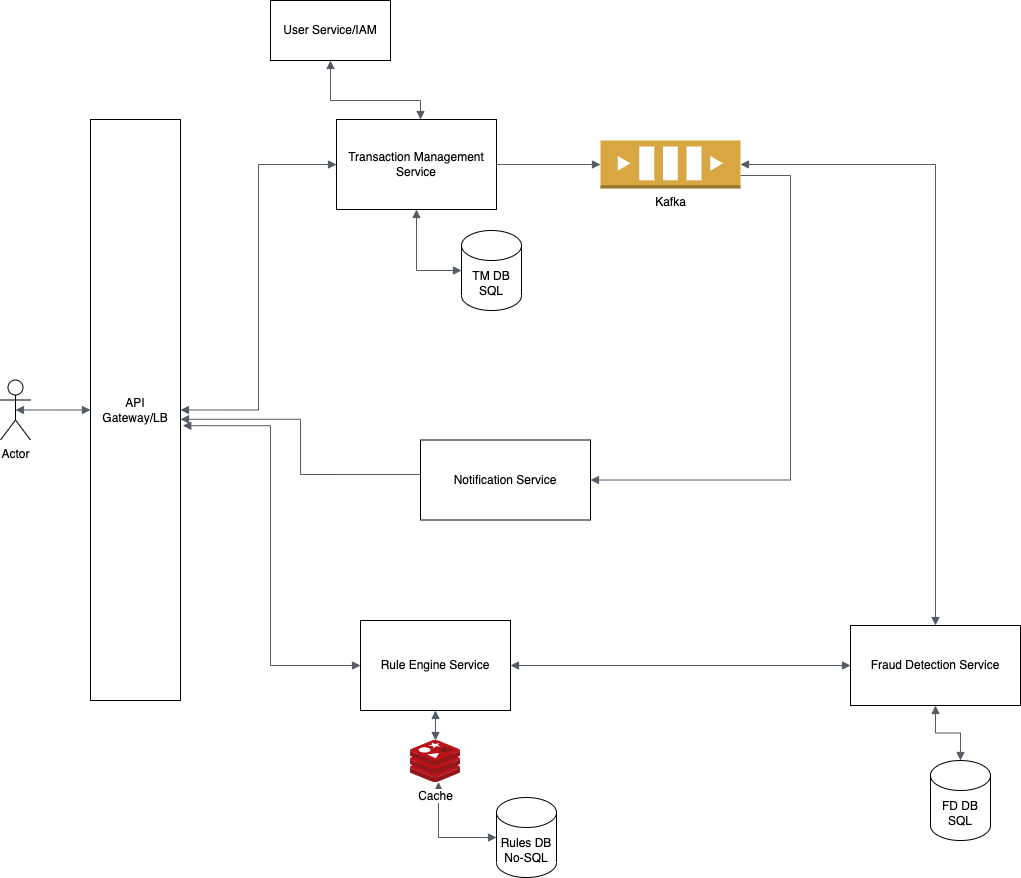 User Service/IAM
Transaction Management
Service
Kafka
TM DB
SQL
API
Gateway/LB
Actor
Notification Service
Rule Engine Service
Fraud Detection Service
Cache
FD DB
SQL
Rules DB
No-SQL